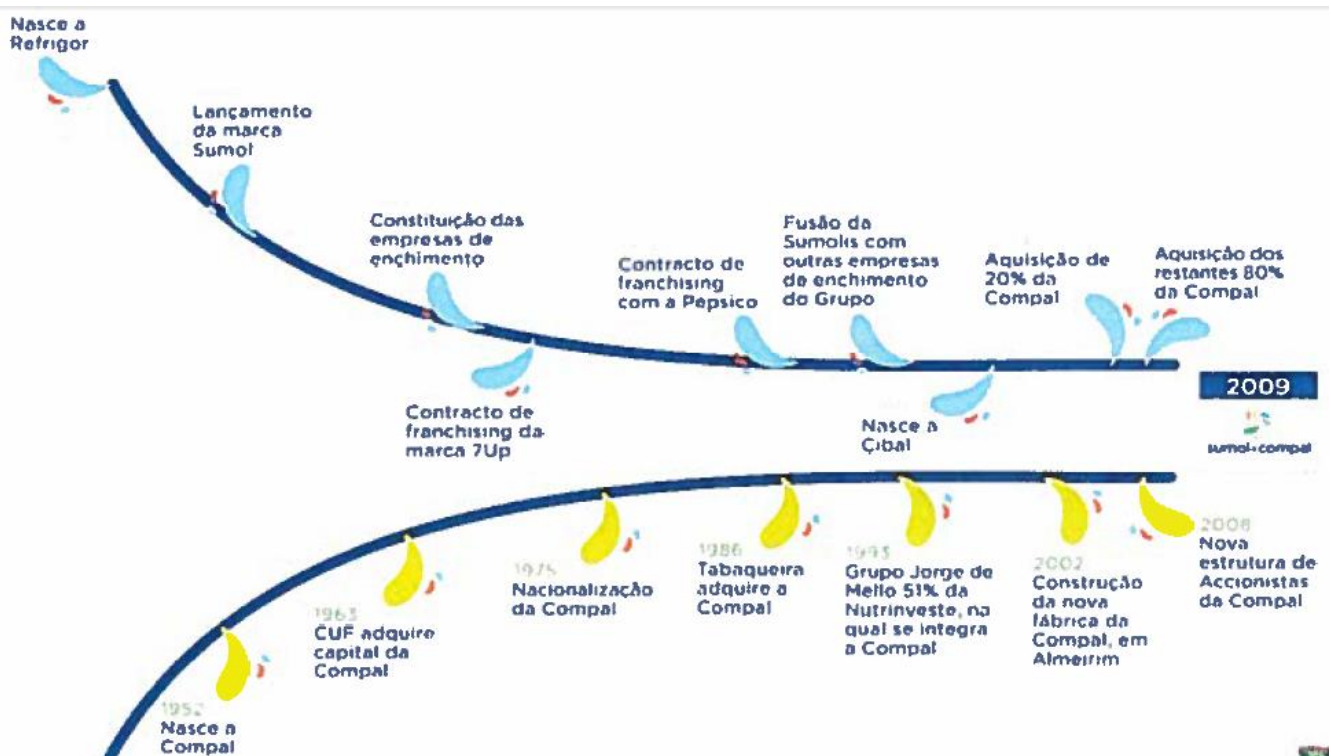 Nasce a
Refrigor
Lançamento
da marca
Sumol
Constituição das
empresas de
enchimento
Contracto de
franchising da
marca 7Up
Contracto de
franchising
com a Pepsico
Fusão da
Sumolis com
outras empresas
de enchimento
do Grupo
Nasce a
Çibal
Aquisição de
20% da
Compal
Aquisição dos
restantes 80%
da Compal
2009
sumol+compal
1952
Nasce a
Compal
1963
CUF adquire
capital da
Compal
1975
Nacionalização
da Compal
1986
Tabaqueira
adquire a
Compal
1993
Grupo Jorge de
Mello 51% da
Nutrinveste, na
qual se integra
a Compal
2002
Construção
da nova
fábrica da
Compal, em
Almeirim
2008
Nova
estrutura de
Accionistas
da Compal